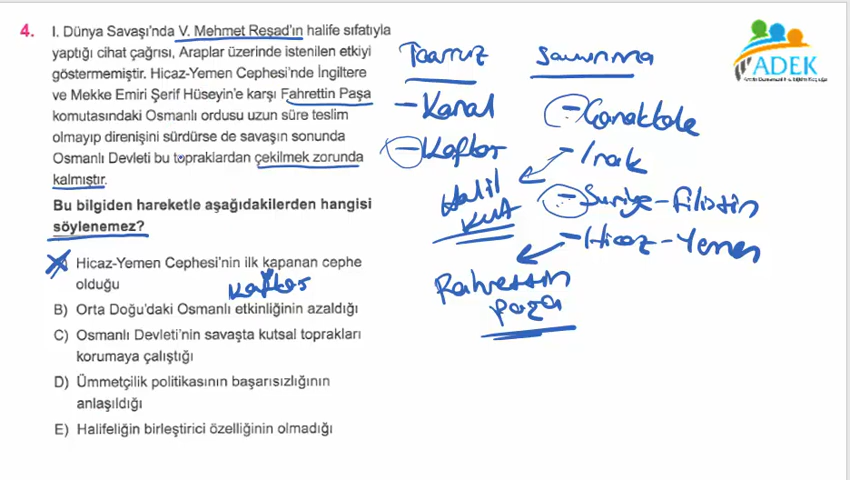 4. I. Dünya Savaşı'nda V. Mehmet Reşad'ın halife sıfatıyla
yaptığı cihat çağrısı, Araplar üzerinde istenilen etkiyi
göstermemiştir. Hicaz-Yemen Cephesi'nde İngiltere
ve Mekke Emiri Şerif Hüseyin'e karşı Fahrettin Paşa
komutasındaki Osmanlı ordusu uzun süre teslim
olmayıp direnişini sürdürse de savaşın sonunda
Osmanlı Devleti bu topraklardan çekilmek zorunda
kalmıştır.
Bu bilgiden hareketle aşağıdakilerden hangisi
söylenemez?
Hicaz-Yemen Cephesi'nin ilk kapanan cephe
olduğu
Kafkas
B) Orta Doğu'daki Osmanlı etkinliğinin azaldığı
C) Osmanlı Devleti'nin savaşta kutsal toprakları
korumaya çalıştığı
D) Ümmetçilik politikasının başarısızlığının
anlaşıldığı
E) Halifeliğin birleştirici özelliğinin olmadığı
Taarruz
- Kanal
- Kafkas
Savunma
- Çanakkale
- Irak
- Suriye-Filistin
- Hicaz-Yemen
Halil
Kut
Fahrettin
Paşa
ADEK